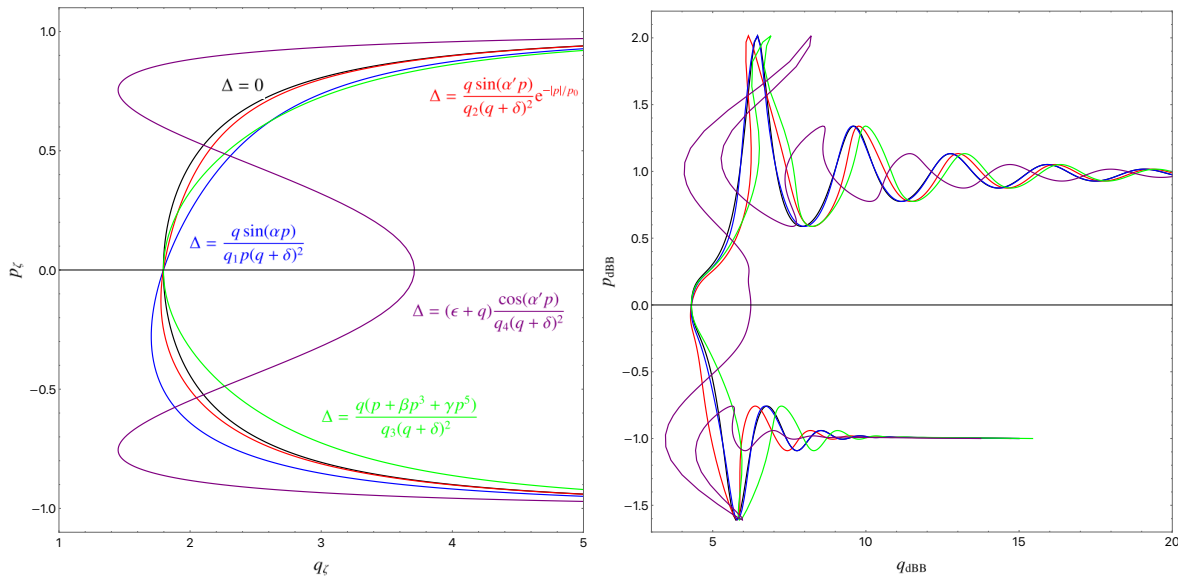 1.0
0.5
0.0
−0.5
−1.0
p_ζ
1 2 3 4 5
q_ζ
Δ = 0
Δ = q sin(α′p) / q₂(q + δ)² e^{−|p|/p₀}
Δ = q sin(αp) / q₁p(q + δ)²
Δ = (ϵ + q) cos(α′p) / q₄(q + δ)²
Δ = q(p + βp³ + γp⁵) / q₃(q + δ)²
2.0
1.5
1.0
0.5
0.0
−0.5
−1.0
−1.5
p_dBB
5 10 15 20
q_dBB